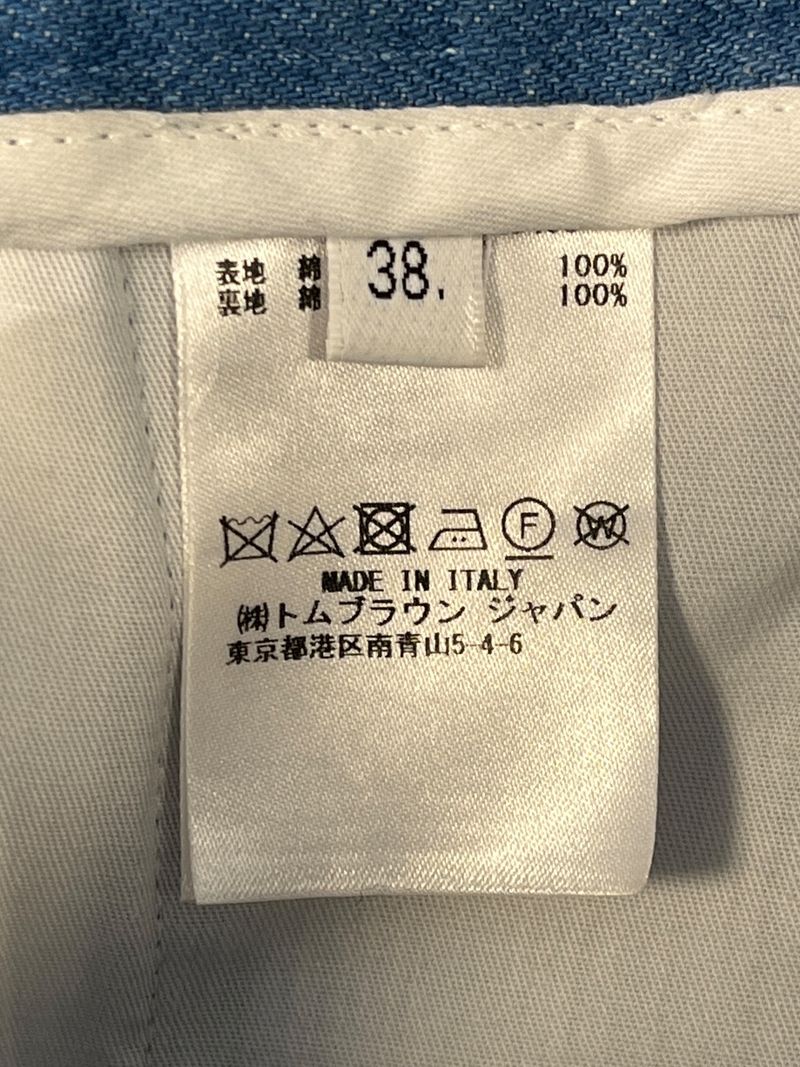 38.
表地 綿 100%
裏地 綿 100%
F W
MADE IN ITALY
(株)トムブラウン ジャパン
東京都港区南青山5-4-6